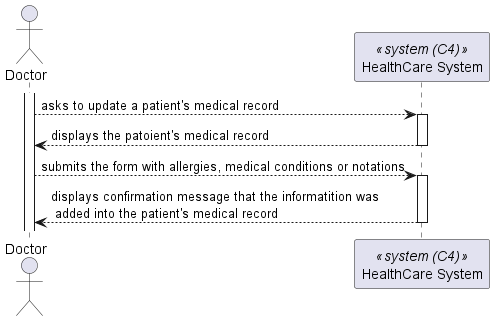 Doctor
«system (C4)»
HealthCare System
asks to update a patient's medical record
displays the patoient's medical record
submits the form with allergies, medical conditions or notations
displays confirmation message that the informatition was
added into the patient's medical record
Doctor
«system (C4)»
HealthCare System